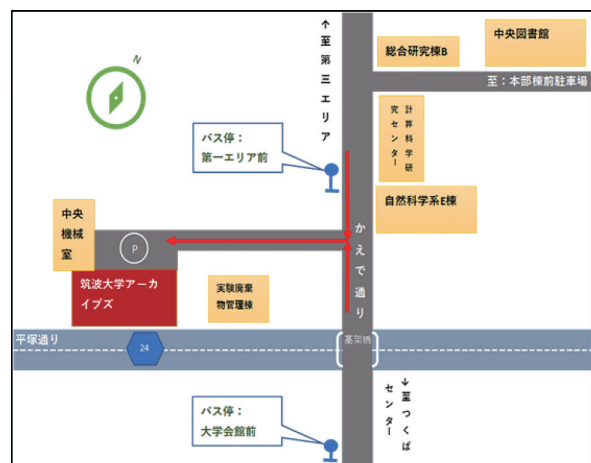 N
↑至第三エリア
総合研究棟B
中央図書館
至：本部棟前駐車場
計算科学研
究センター
バス停：
第一エリア前
自然科学系E棟
中央
機械
室
P
かえで通り
筑波大学アーカ
イブズ
実験廃棄
物管理棟
平塚通り
24
高架橋
↓至つくば
センター
バス停：
大学会館前